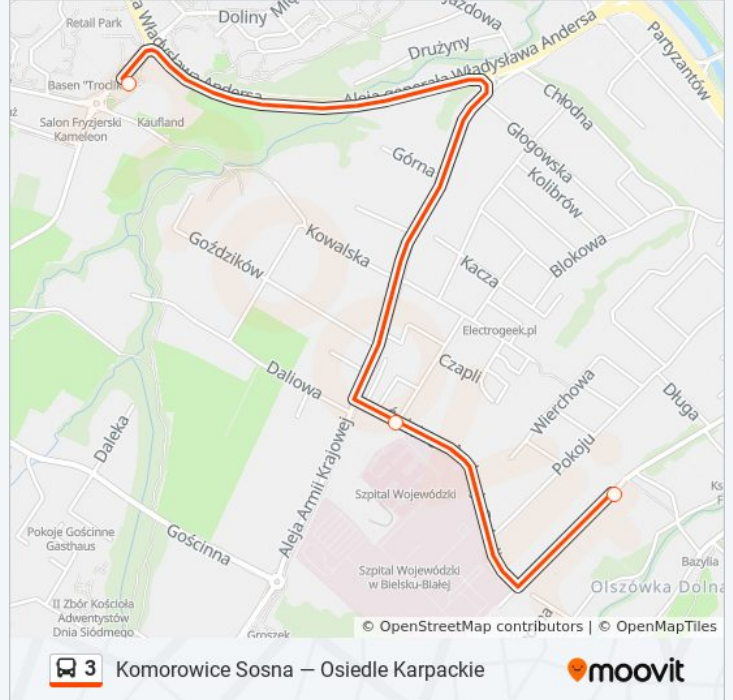 Retail Park
Doliny
Drużyny
Władysława Andersa
Aleja generała Władysława Andersa
Partyzantów
Basen "Troclik
Salon Fryzjerski
Kameleon
Kaufland
Chłodna
Głogowska
Górna
Kolibrów
Goździków
Kowalska
Blokowa
Kacza
Electrogeek.pl
Czapli
Daliowa
Wierchowa
Długa
Daleka
Pokoju
Aleja Armii Krajowej
Szpital Wojewódzki
Pokoje Gościnne
Gasthaus
Gościnna
Szpital Wojewódzki
w Bielsku-Białej
Bazylia
Olszówka Dolna
II Zbór Kościoła
Adwentystów
Dnia Siódmego
Groszek
© OpenStreetMap contributors | © OpenMapTiles
3 Komorowice Sosna — Osiedle Karpackie
moovit